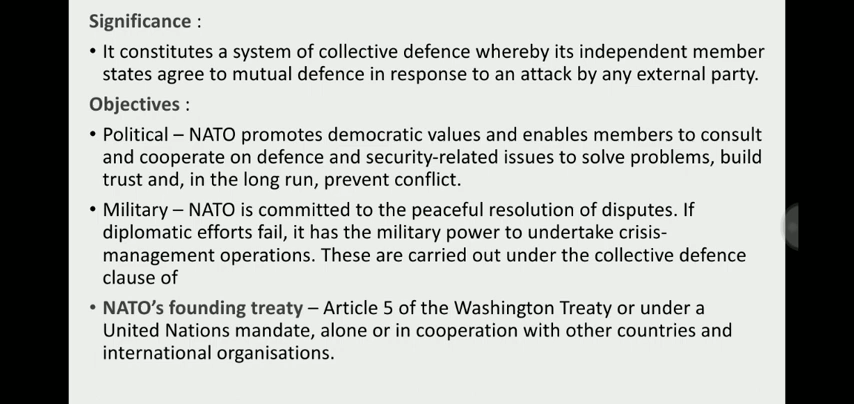 Significance :
• It constitutes a system of collective defence whereby its independent member
states agree to mutual defence in response to an attack by any external party.
Objectives :
• Political – NATO promotes democratic values and enables members to consult
and cooperate on defence and security-related issues to solve problems, build
trust and, in the long run, prevent conflict.
• Military – NATO is committed to the peaceful resolution of disputes. If
diplomatic efforts fail, it has the military power to undertake crisis-
management operations. These are carried out under the collective defence
clause of
• NATO’s founding treaty – Article 5 of the Washington Treaty or under a
United Nations mandate, alone or in cooperation with other countries and
international organisations.